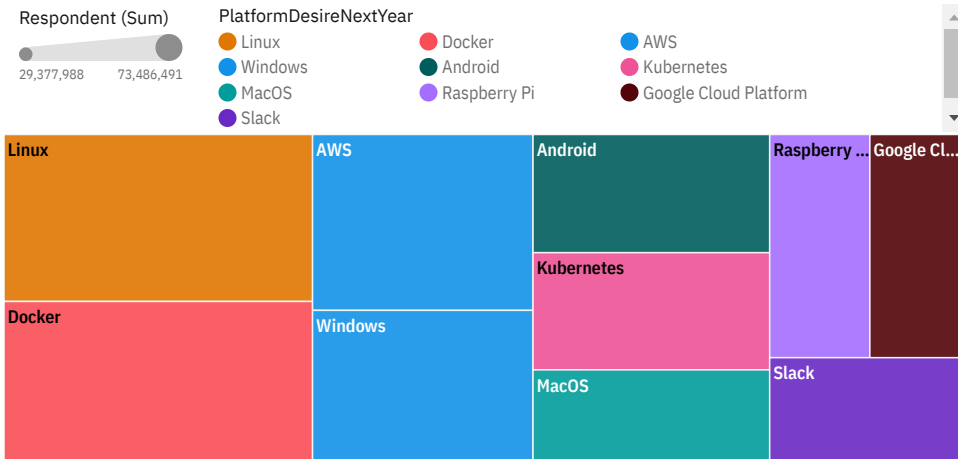 Respondent (Sum)
29,377,988 73,486,491
PlatformDesireNextYear
Linux Docker AWS
Windows Android Kubernetes
MacOS Raspberry Pi Google Cloud Platform
Slack
Linux
AWS
Android
Raspberry ...
Google Cl...
Kubernetes
Docker
Windows
Slack
MacOS